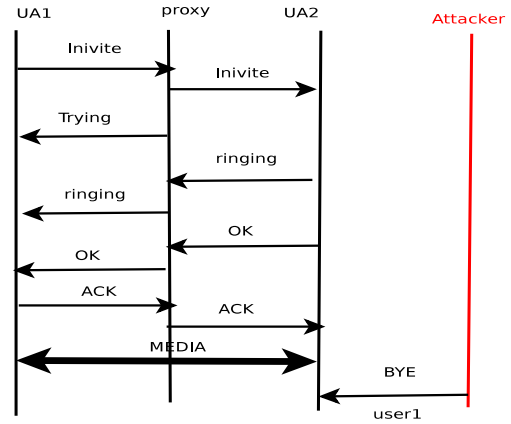 UA1
proxy
UA2
Attacker
Inivite
Inivite
Trying
ringing
ringing
OK
OK
ACK
ACK
MEDIA
BYE
user1